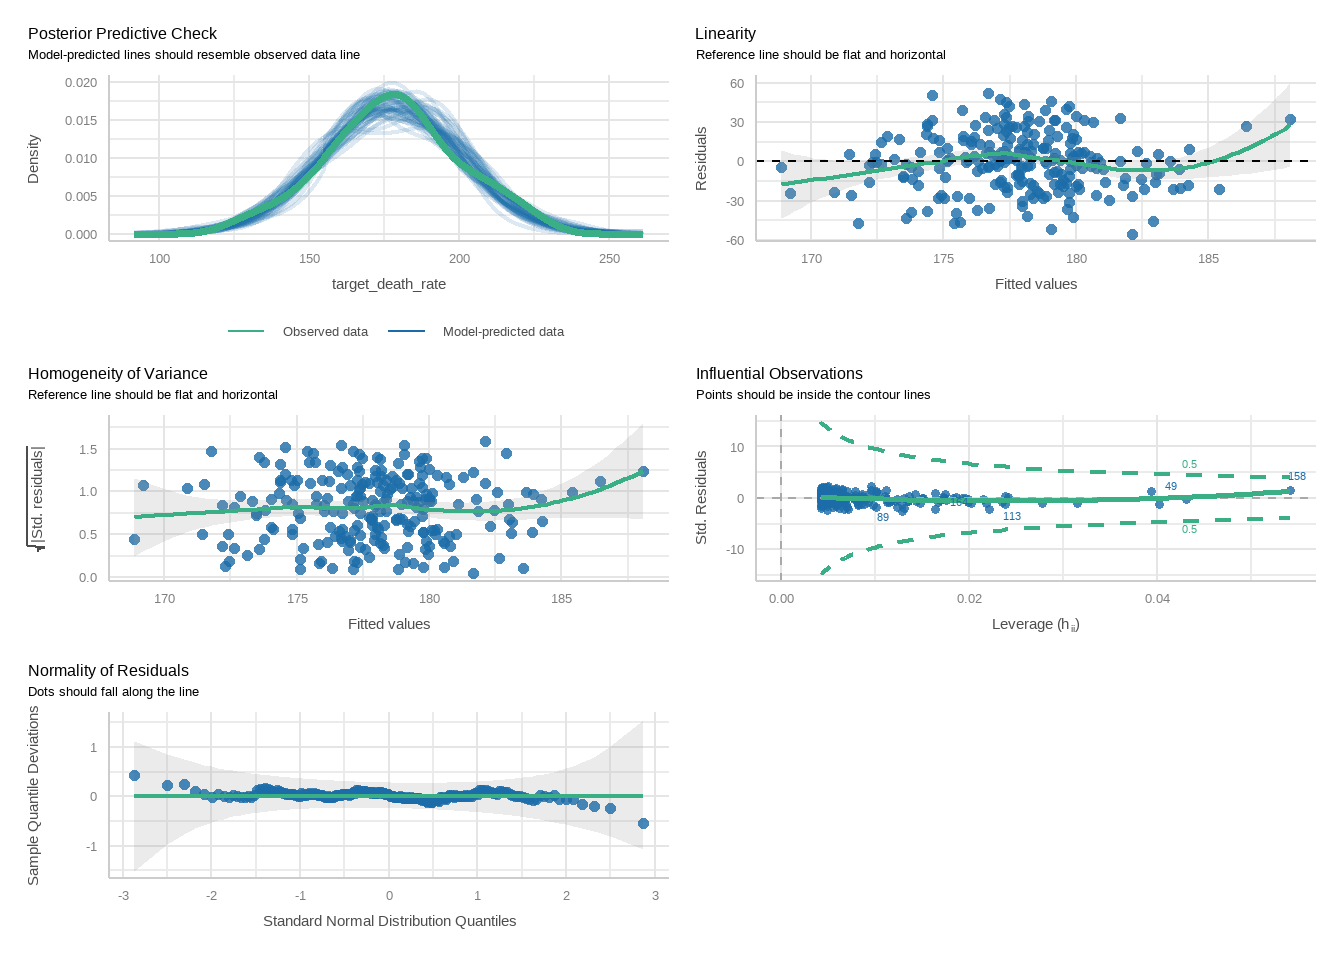 Posterior Predictive Check
Model-predicted lines should resemble observed data line
Density
0.020
0.015
0.010
0.005
0.000
100
150
200
250
target_death_rate
Observed data
Model-predicted data
Linearity
Reference line should be flat and horizontal
Residuals
60
30
0
-30
-60
170
175
180
185
Fitted values
Homogeneity of Variance
Reference line should be flat and horizontal
√|Std. residuals|
1.5
1.0
0.5
0.0
170
175
180
185
Fitted values
Influential Observations
Points should be inside the contour lines
Std. Residuals
10
0
-10
0.5
158
49
89
113
0.5
0.00
0.02
0.04
Leverage (hii)
Normality of Residuals
Dots should fall along the line
Sample Quantile Deviations
1
0
-1
-3
-2
-1
0
1
2
3
Standard Normal Distribution Quantiles